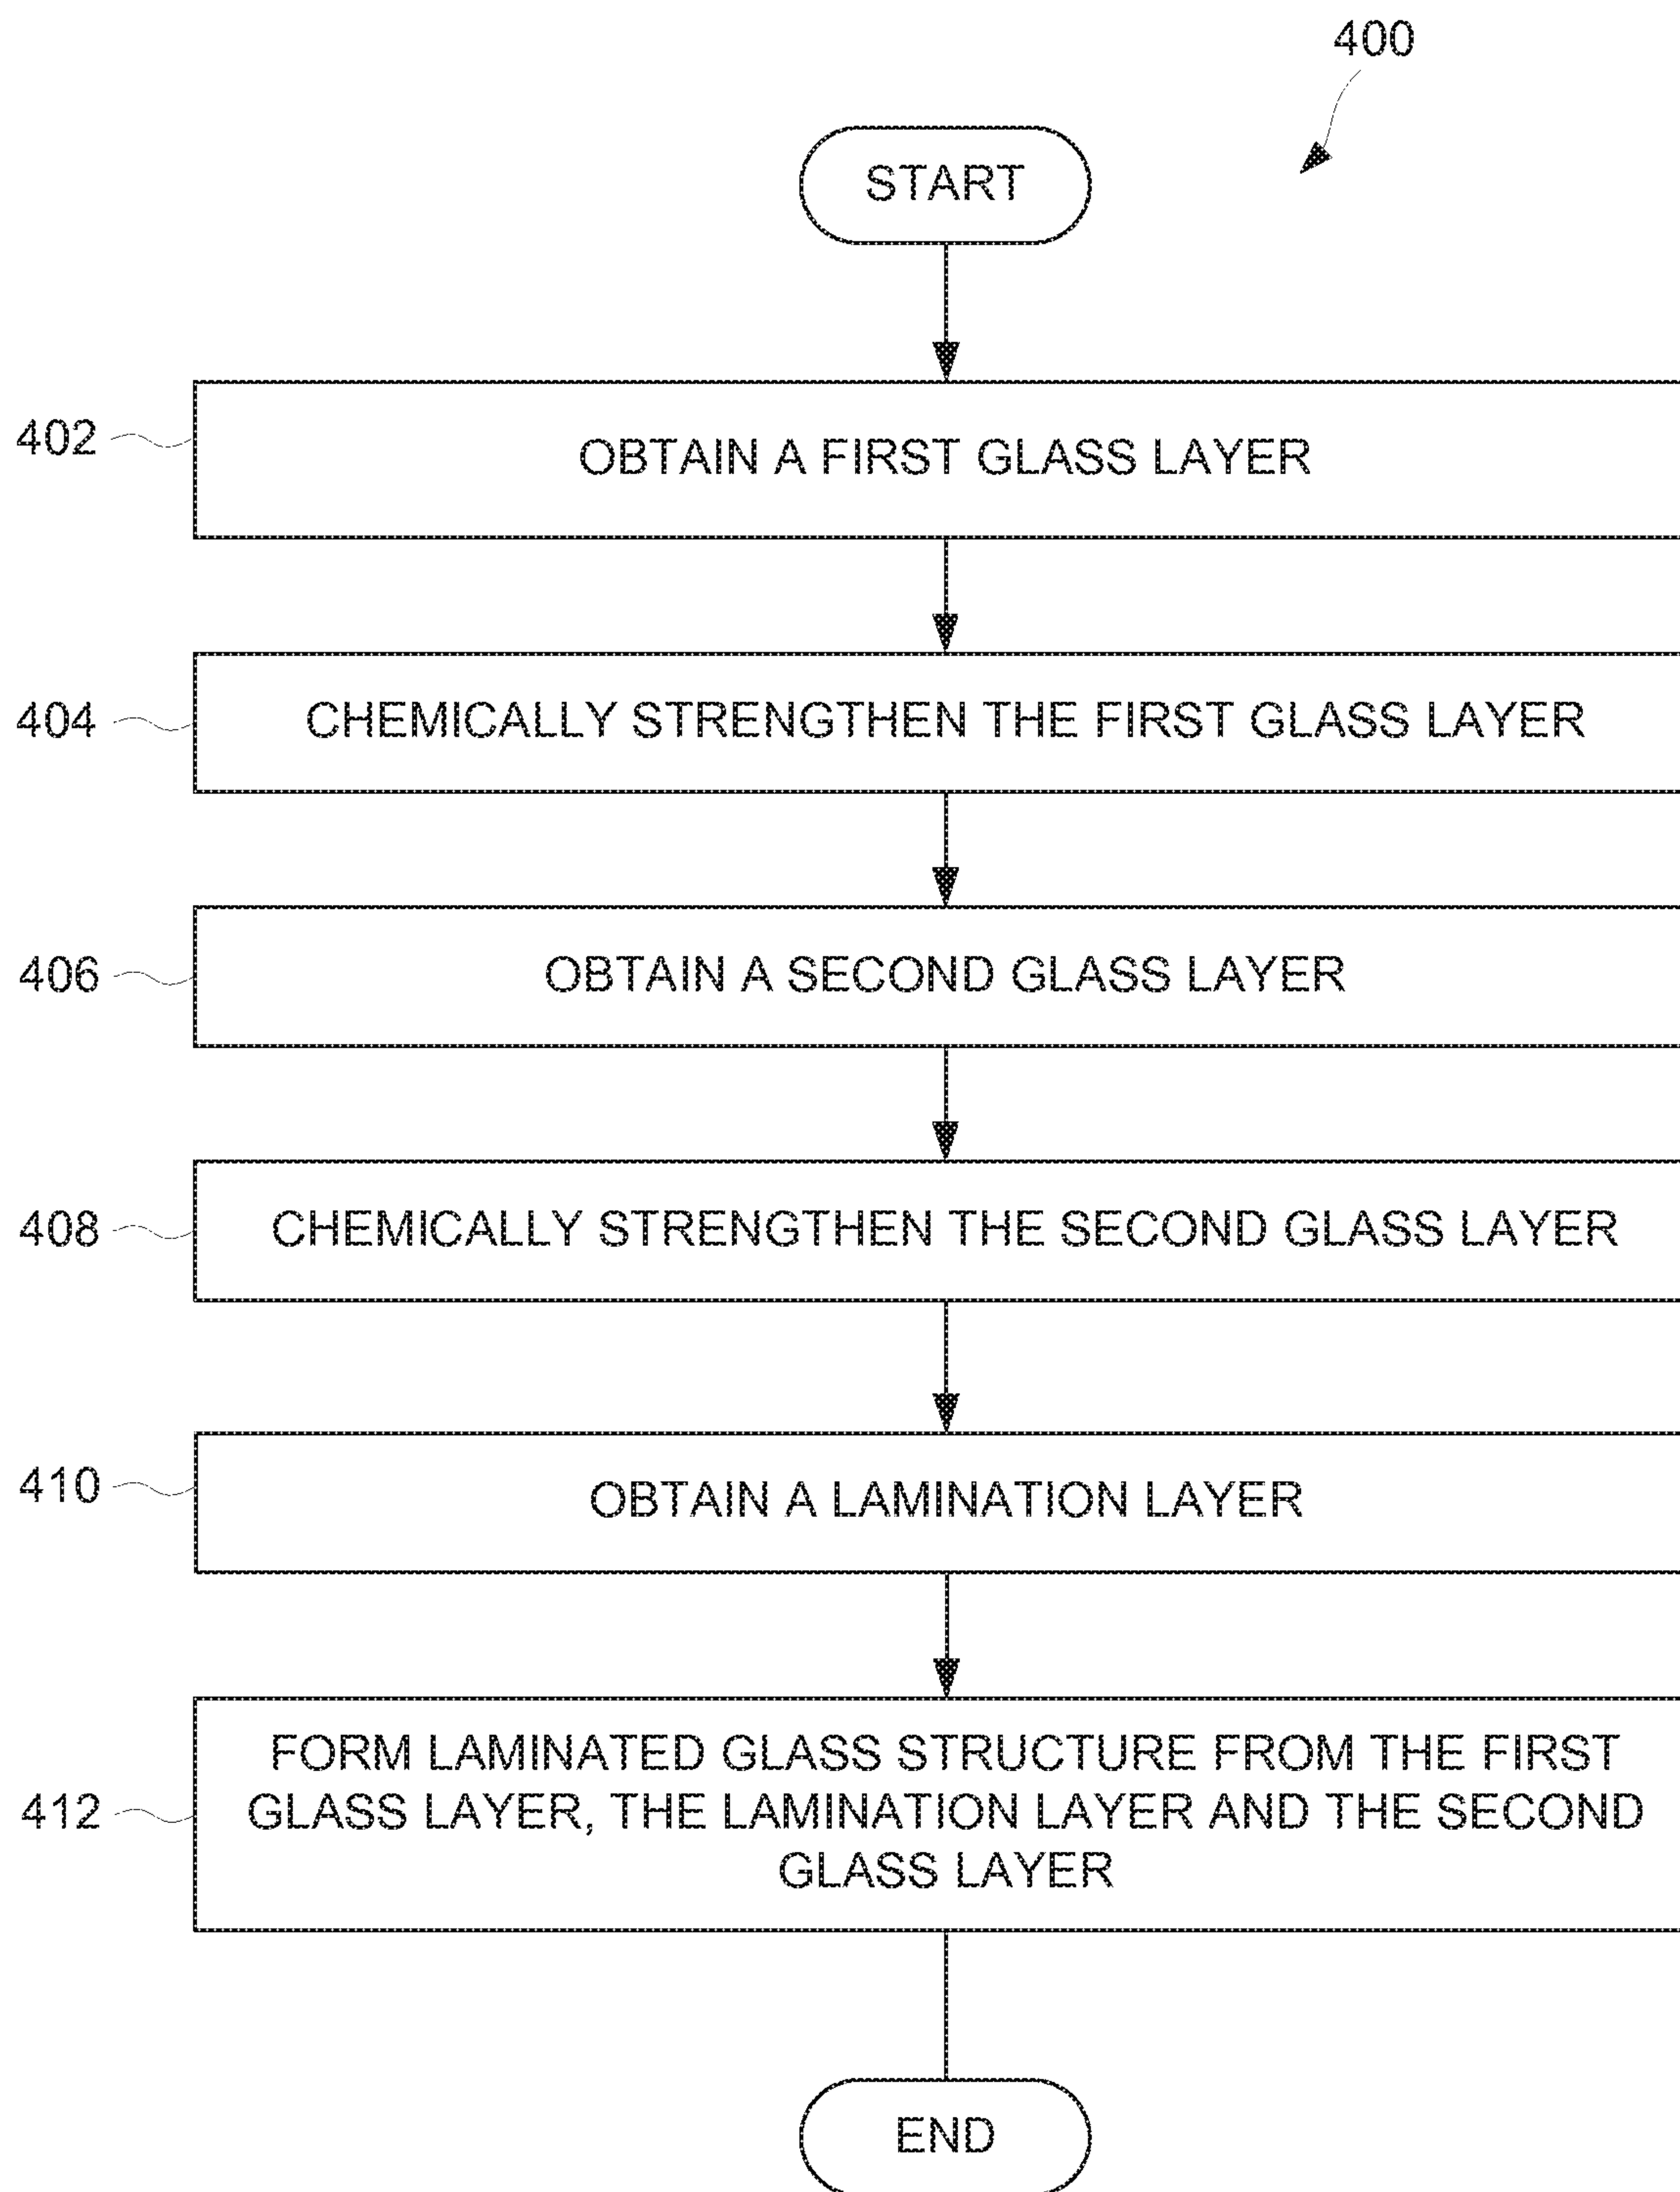 400
START
402
OBTAIN A FIRST GLASS LAYER
404
CHEMICALLY STRENGTHEN THE FIRST GLASS LAYER
406
OBTAIN A SECOND GLASS LAYER
408
CHEMICALLY STRENGTHEN THE SECOND GLASS LAYER
410
OBTAIN A LAMINATION LAYER
412
FORM LAMINATED GLASS STRUCTURE FROM THE FIRST
GLASS LAYER, THE LAMINATION LAYER AND THE SECOND
GLASS LAYER
END